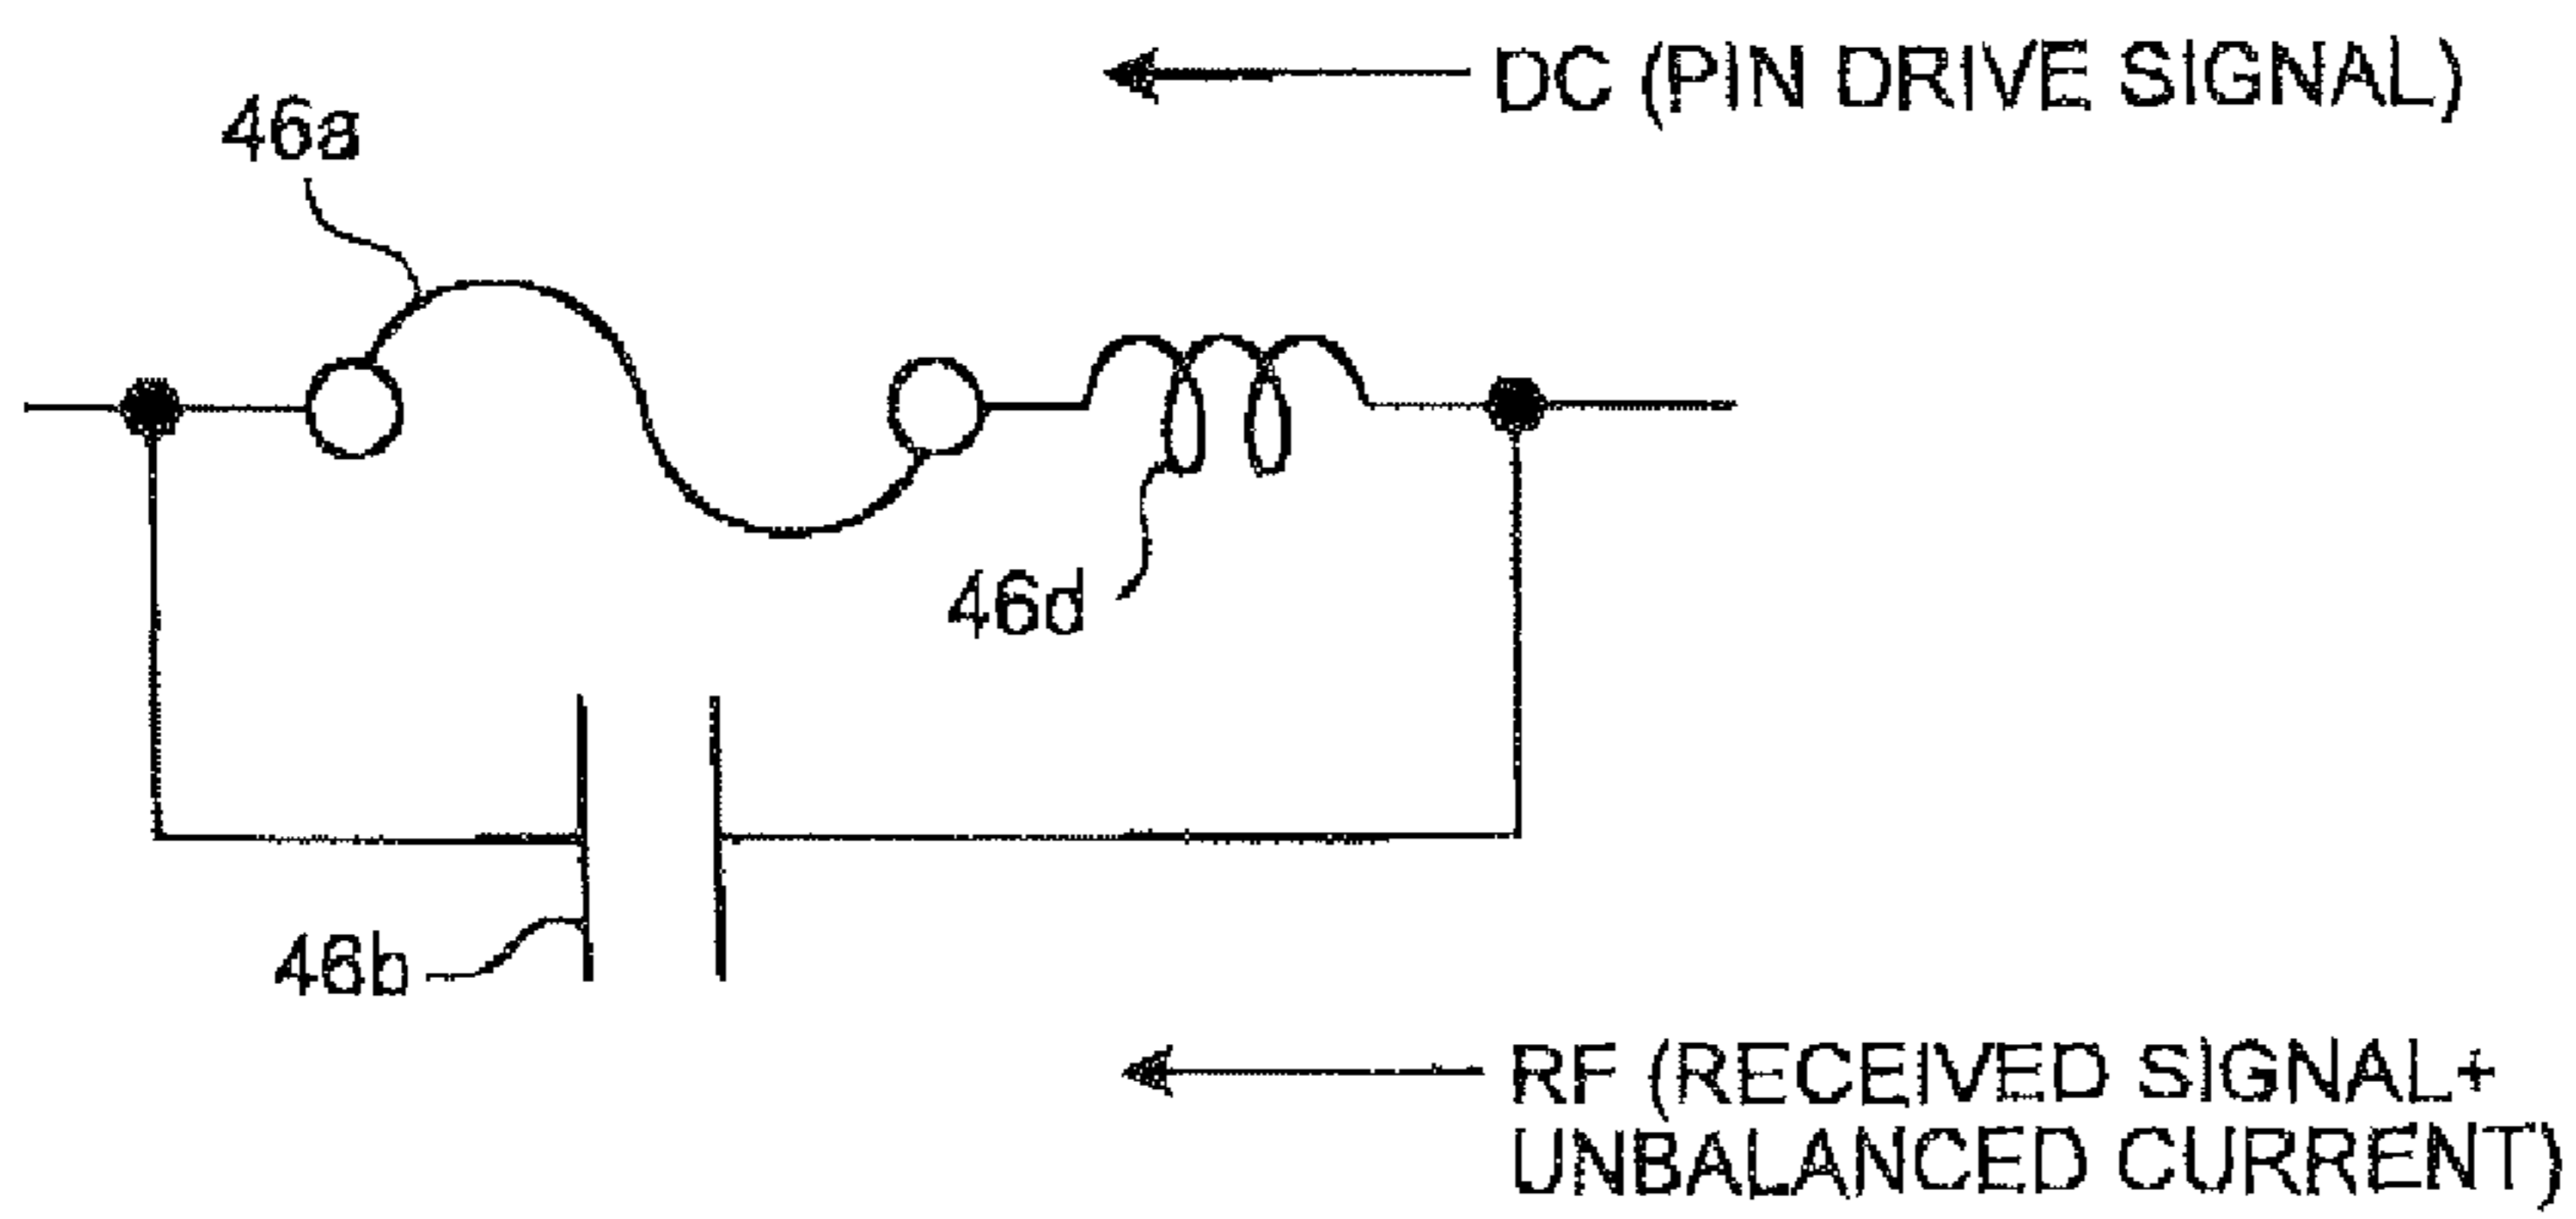 DC (PIN DRIVE SIGNAL)
46a
46d
46b
RF (RECEIVED SIGNAL+
UNBALANCED CURRENT)